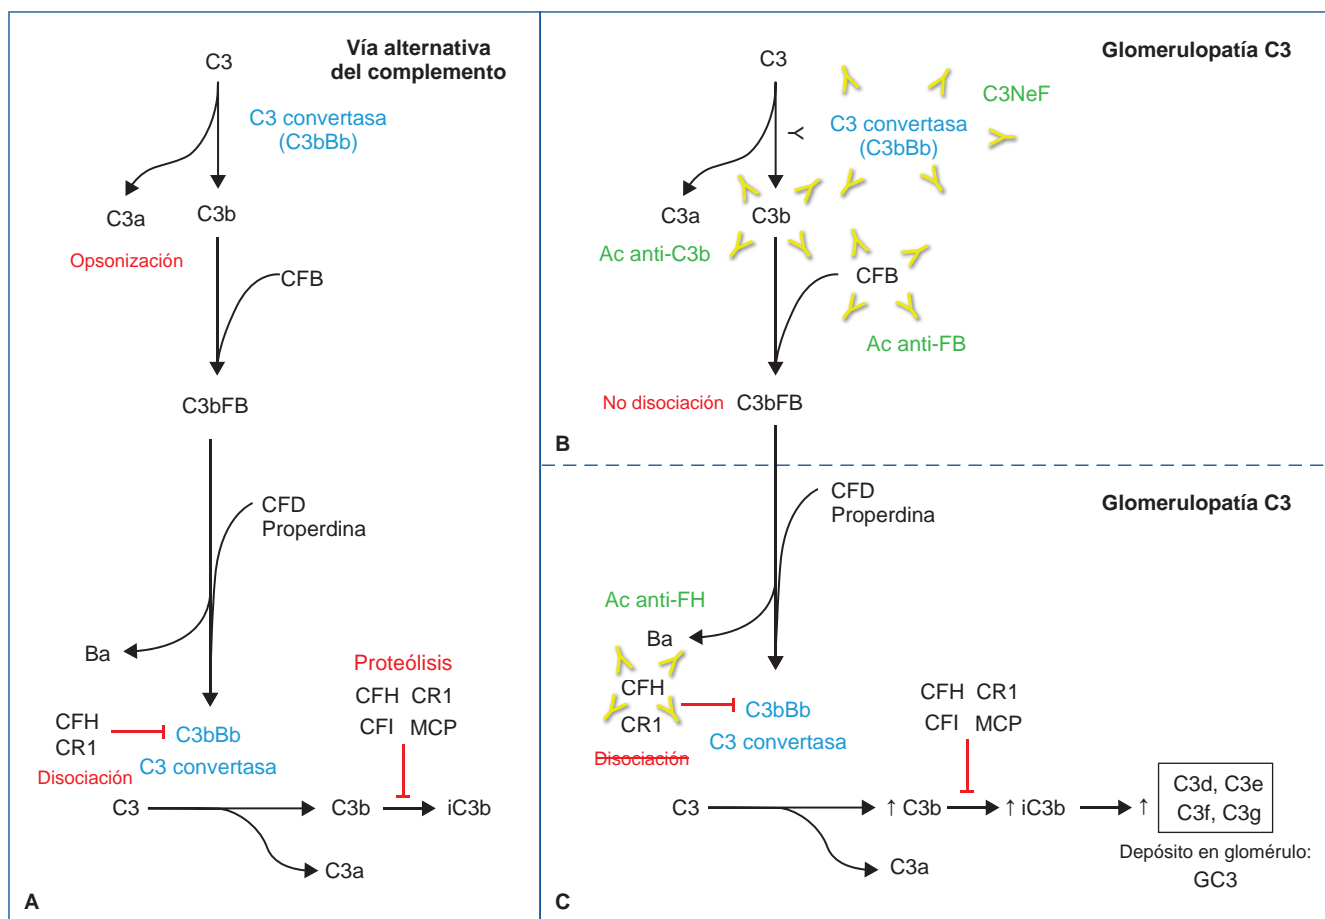 Vía alternativa
del complemento
C3
C3 convertasa
(C3bBb)
C3a
C3b
Opsonización
CFB
C3bFB
CFD
Properdina
Ba
Proteólisis
CFH CR1
CFI MCP
CFH
CR1
Disociación
C3bBb
C3 convertasa
C3
C3b
iC3b
C3a
A
Glomerulopatía C3
C3
C3NeF
C3 convertasa
(C3bBb)
C3a
C3b
Ac anti-C3b
CFB
Ac anti-FB
No disociación
C3bFB
B
Glomerulopatía C3
CFD
Properdina
Ac anti-FH
Ba
CFH
CR1
Disociación
C3bBb
C3 convertasa
CFH CR1
CFI MCP
C3
↑ C3b
↑ iC3b
↑
C3d, C3e
C3f, C3g
C3a
Depósito en glomérulo:
GC3
C